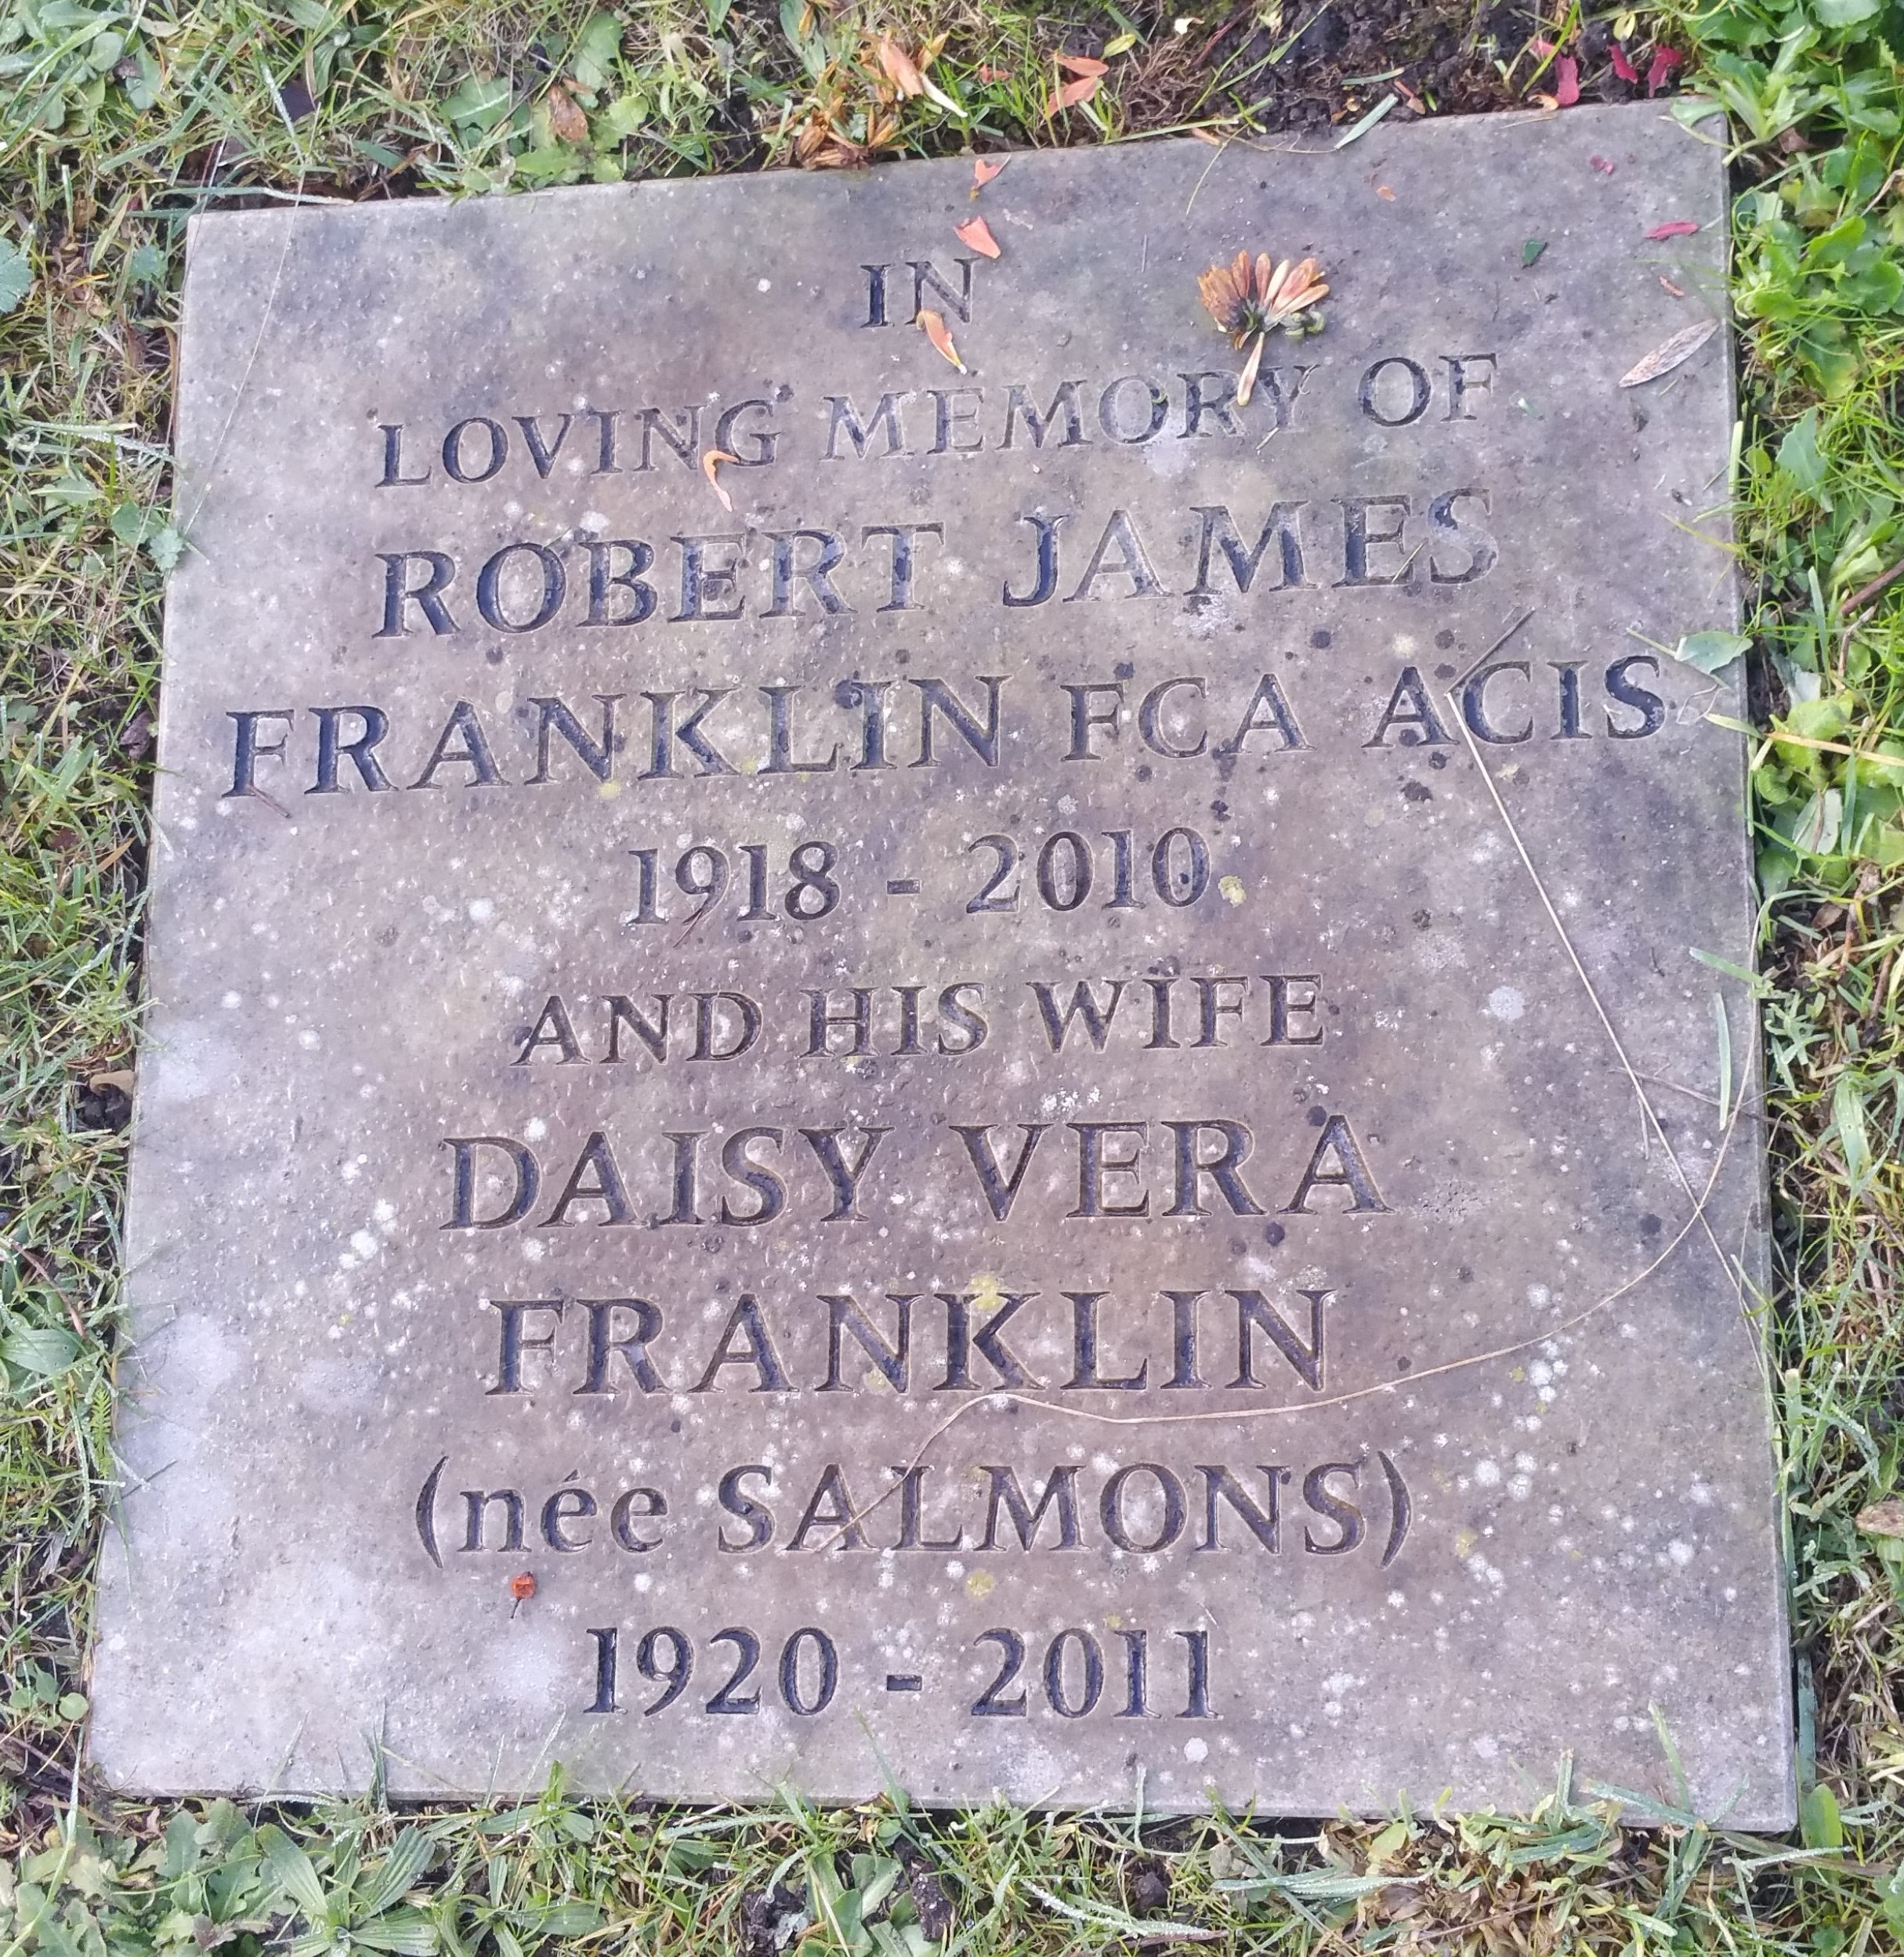 IN
LOVING MEMORY OF
ROBERT JAMES
FRANKLIN FCA ACIS
1918 - 2010
AND HIS WIFE
DAISY VERA
FRANKLIN
(née SALMONS)
1920 - 2011